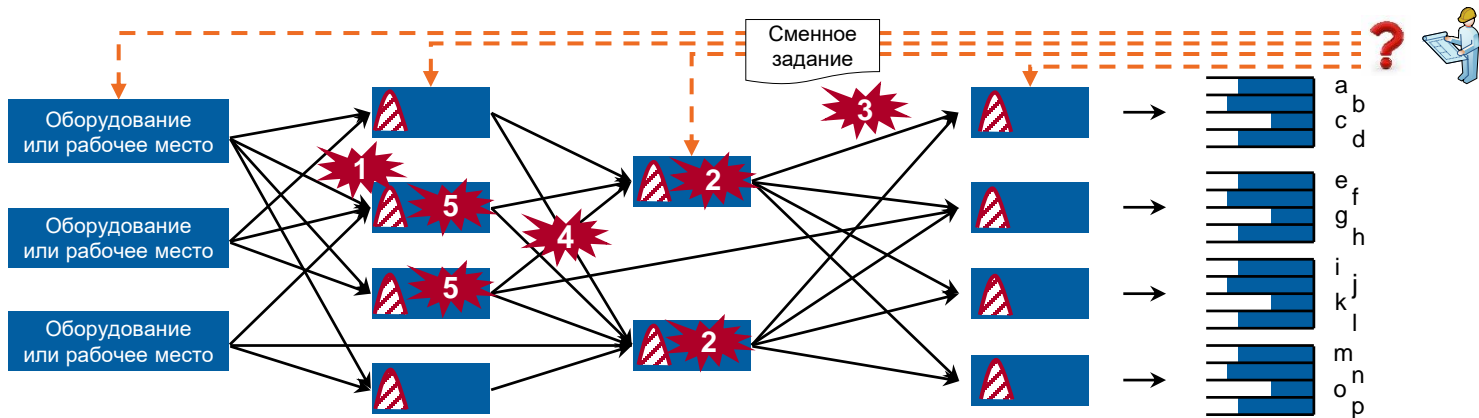 Сменное
задание
?
Оборудование
или рабочее место
1
3
a
b
c
d
2
5
Оборудование
или рабочее место
4
e
f
g
h
5
i
j
k
l
Оборудование
или рабочее место
2
m
n
o
p